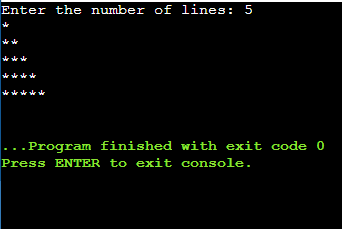 Enter the number of lines: 5
*
**
***
****
*****
...Program finished with exit code 0
Press ENTER to exit console.